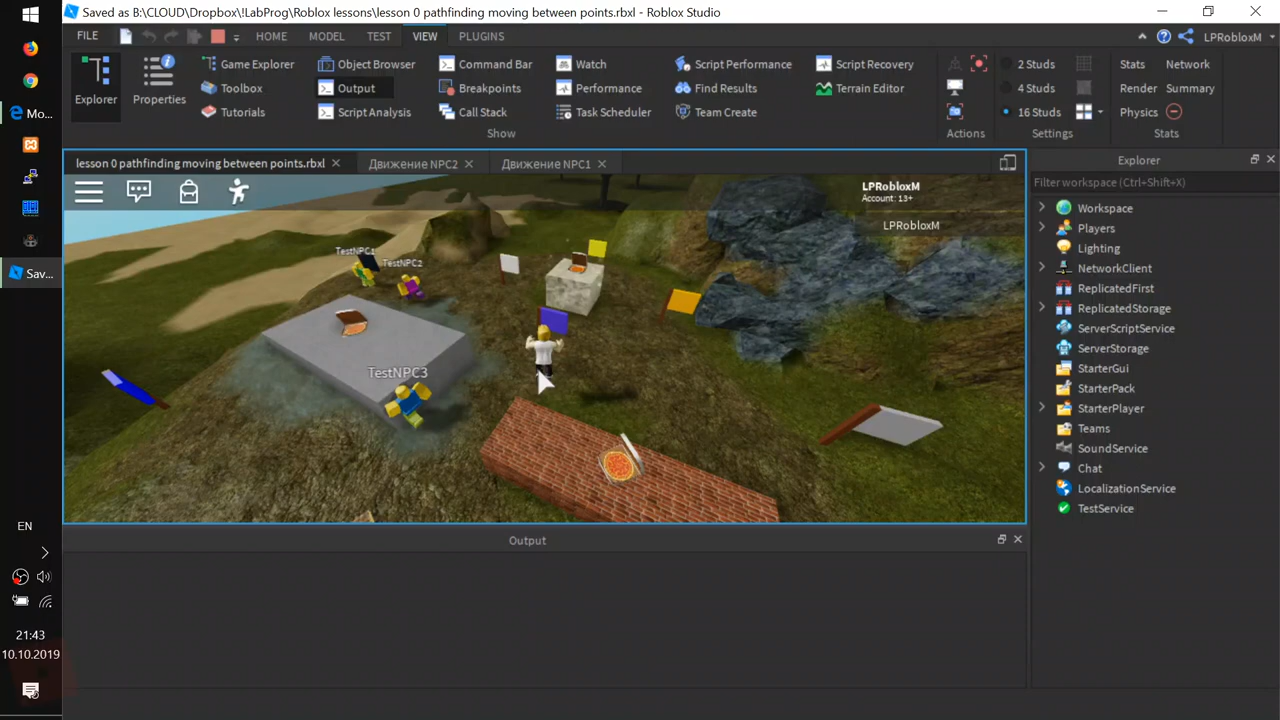 Saved as B:\CLOUD\Dropbox\!LabProg\Roblox lessons\lesson 0 pathfinding moving between points.rbxl - Roblox Studio
FILE HOME MODEL TEST VIEW PLUGINS LPRobloxM
Explorer
Properties
Game Explorer
Toolbox
Tutorials
Object Browser
Output
Script Analysis
Command Bar
Breakpoints
Call Stack
Watch
Performance
Task Scheduler
Script Performance
Find Results
Team Create
Script Recovery
Terrain Editor
Show
Actions
2 Studs
4 Studs
16 Studs
Settings
Stats Network
Render Summary
Physics
Stats
lesson 0 pathfinding moving between points.rbxl
Движение NPC2
Движение NPC1
LPRobloxM
Account: 13+
LPRobloxM
TestNPC1
TestNPC2
TestNPC3
Output
Explorer
Filter workspace (Ctrl+Shift+X)
Workspace
Players
Lighting
NetworkClient
ReplicatedFirst
ReplicatedStorage
ServerScriptService
ServerStorage
StarterGui
StarterPack
StarterPlayer
Teams
SoundService
Chat
LocalizationService
TestService
Mo...
Sav...
EN
21:43
10.10.2019